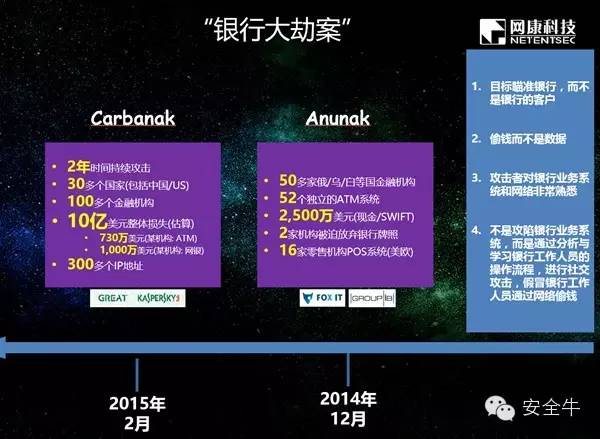 “银行大劫案”
网康科技
NETENTSEC
Carbanak
• 2年时间持续攻击
• 30多个国家(包括中国/US)
• 100多个金融机构
• 10亿美元整体损失(估算)
• 730万美元(某机构: ATM)
• 1,000万美元(某机构: 网银)
• 300多个IP地址
GREAT KASPERSKY
Anunak
• 50多家俄/乌/白等国金融机构
• 52个独立的ATM系统
• 2,500万美元(现金/SWIFT)
• 2家机构被迫放弃银行牌照
• 16家零售机构POS系统(美欧)
FOX IT GROUP IB
1. 目标瞄准银行，而不
是银行的客户
2. 偷钱而不是数据
3. 攻击者对银行业务系
统和网络非常熟悉
4. 不是攻陷银行业务系
统，而是通过分析与
学习银行工作人员的
操作流程，进行社交
攻击，假冒银行工作
人员通过网络偷钱
2015年
2月
2014年
12月
安全牛